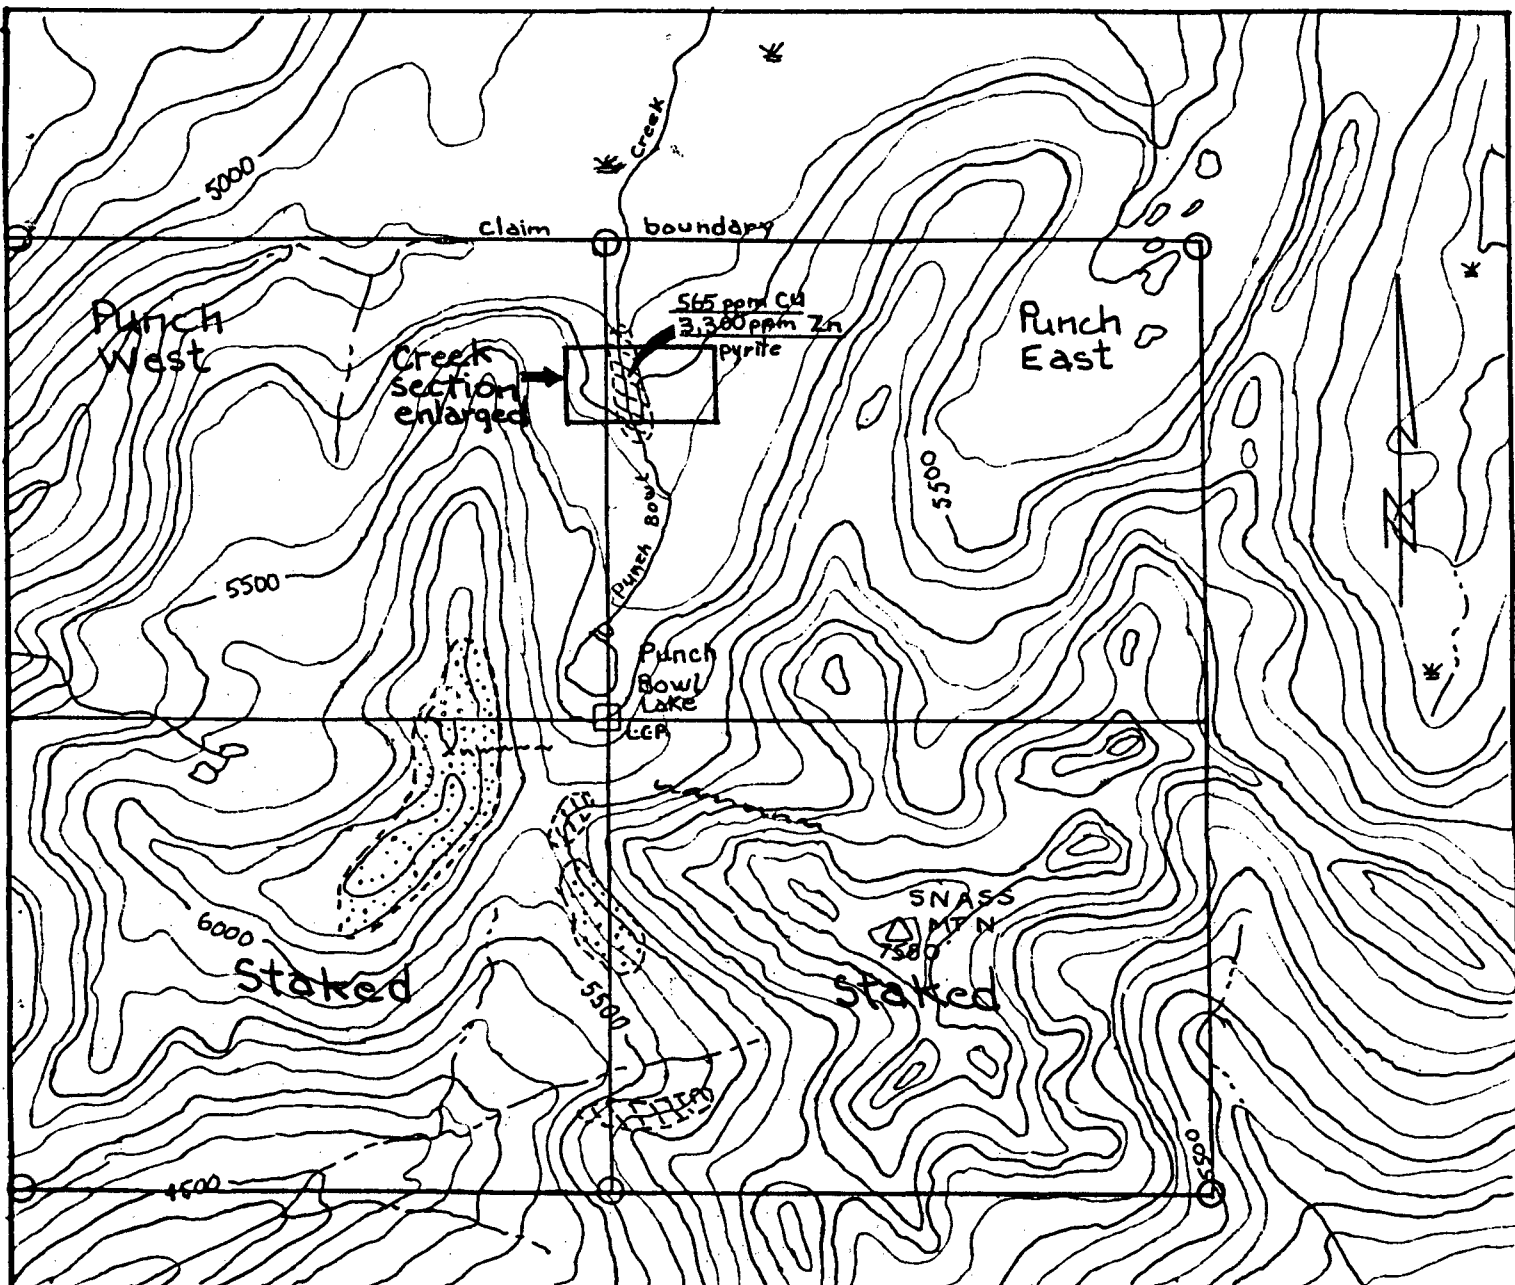 Creek
5000
claim boundary
565 ppm Cu
3,300 ppm Zn
pyrite
Punch
West
Punch
East
Creek
section
enlarged
5500
Punch Bowl
5500
Punch
Bowl
Lake
LCP
SNASS
MTN
7580
6000
Staked
Staked
5500
5500
4500